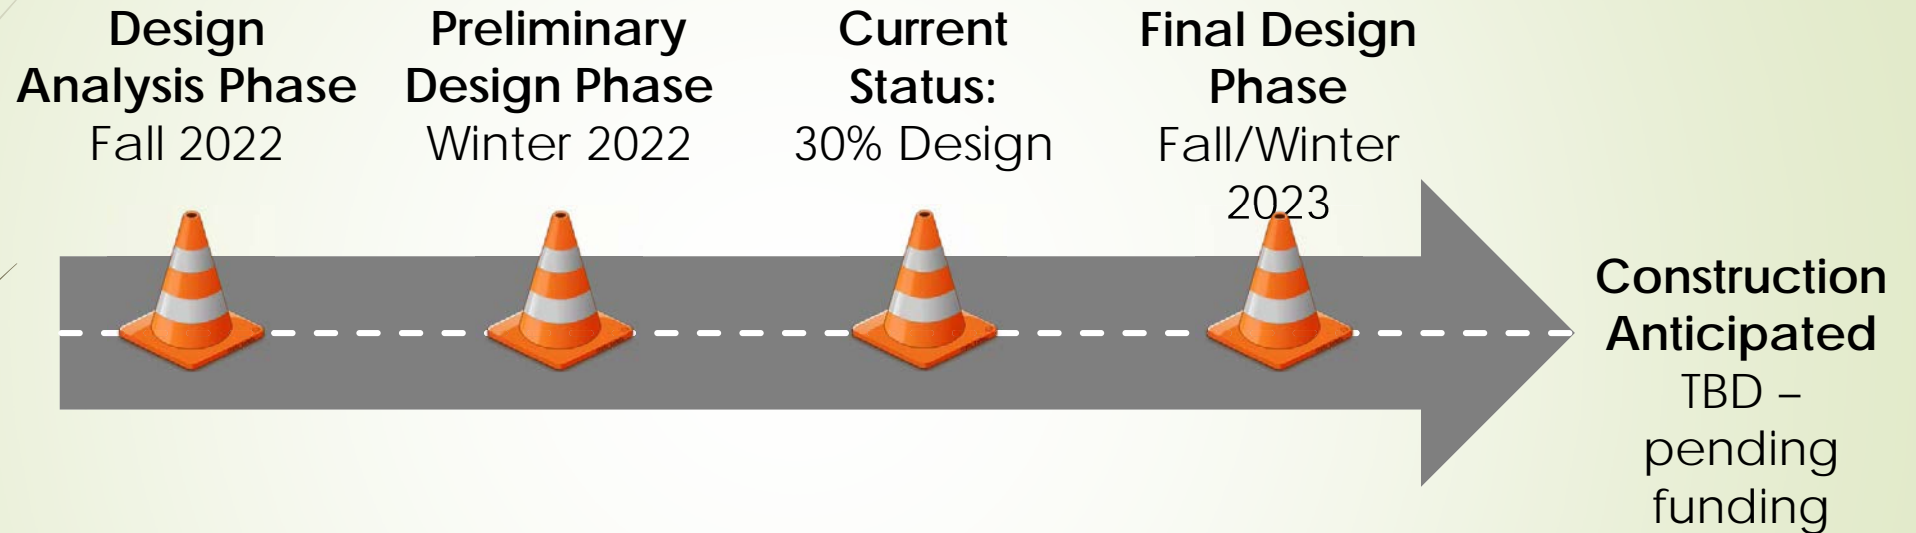 Design
Analysis Phase
Fall 2022
Preliminary
Design Phase
Winter 2022
Current
Status:
30% Design
Final Design
Phase
Fall/Winter
2023
Construction
Anticipated
TBD –
pending
funding